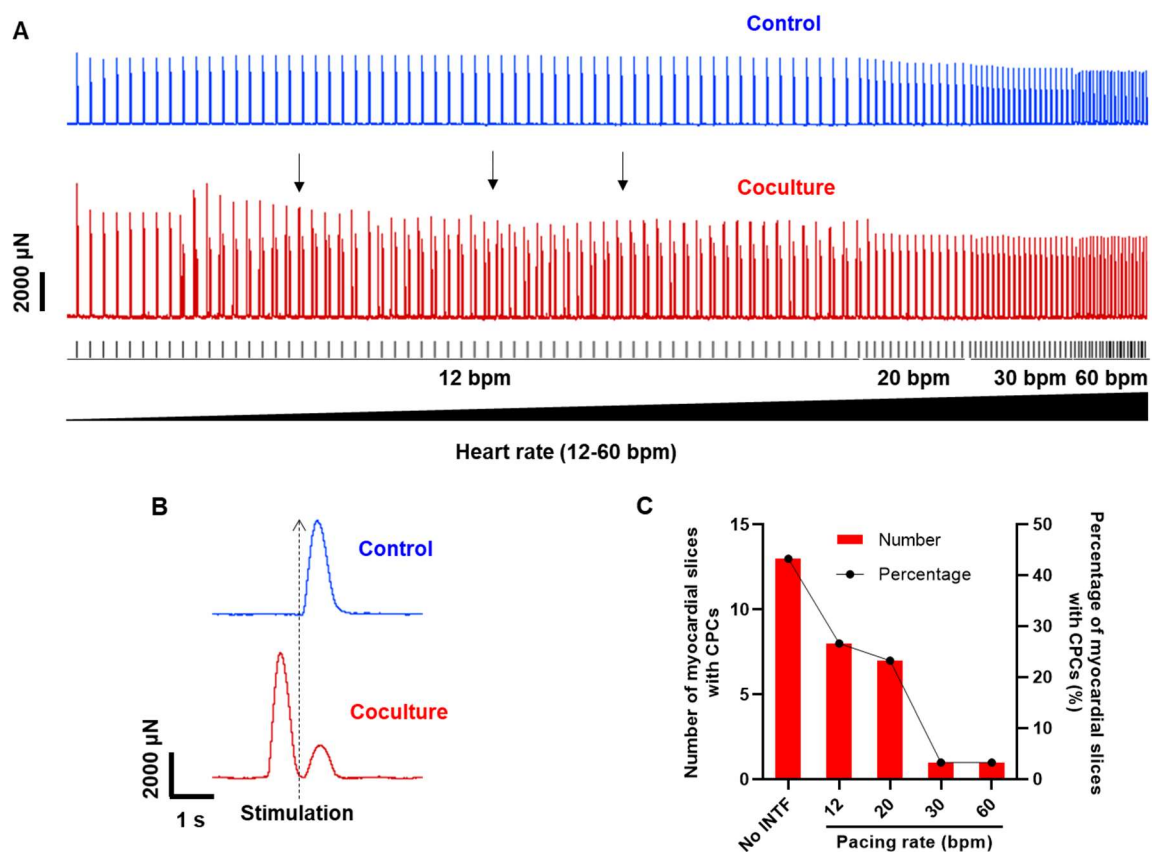 A
Control
Coculture
2000 µN
12 bpm
20 bpm
30 bpm
60 bpm
Heart rate (12-60 bpm)
B
Control
Coculture
2000 µN
1 s
Stimulation
C
Number of myocardial slices
with CPCs
15
10
5
0
Number
Percentage
50
40
30
20
10
0
Percentage of myocardial slices
with CPCs (%)
No INTF
12
20
30
60
Pacing rate (bpm)